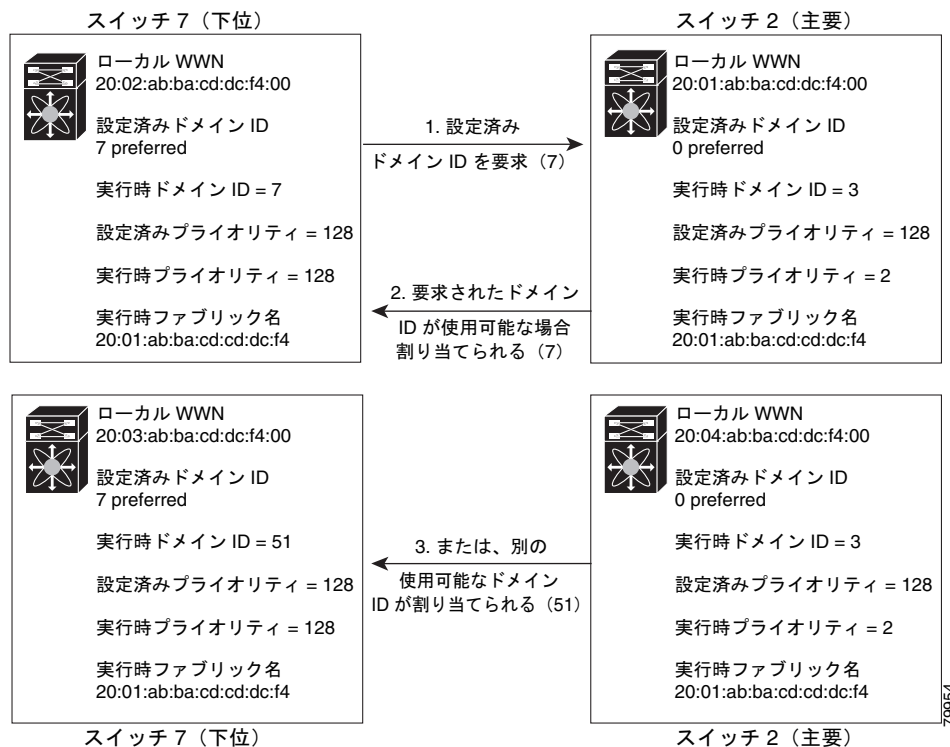 スイッチ 7（下位）
スイッチ 2（主要）
ローカル WWN
20:02:ab:ba:cd:dc:f4:00
設定済みドメイン ID
7 preferred
実行時ドメイン ID = 7
設定済みプライオリティ = 128
実行時プライオリティ = 128
実行時ファブリック名
20:01:ab:ba:cd:cd:dc:f4
1. 設定済み
ドメイン ID を要求（7）
2. 要求されたドメイン
ID が使用可能な場合
割り当てられる（7）
ローカル WWN
20:01:ab:ba:cd:dc:f4:00
設定済みドメイン ID
0 preferred
実行時ドメイン ID = 3
設定済みプライオリティ = 128
実行時プライオリティ = 2
実行時ファブリック名
20:01:ab:ba:cd:cd:dc:f4
ローカル WWN
20:03:ab:ba:cd:dc:f4:00
設定済みドメイン ID
7 preferred
実行時ドメイン ID = 51
設定済みプライオリティ = 128
実行時プライオリティ = 128
実行時ファブリック名
20:01:ab:ba:cd:cd:dc:f4
3. または、別の
使用可能なドメイン
ID が割り当てられる（51）
ローカル WWN
20:04:ab:ba:cd:dc:f4:00
設定済みドメイン ID
0 preferred
実行時ドメイン ID = 3
設定済みプライオリティ = 128
実行時プライオリティ = 2
実行時ファブリック名
20:01:ab:ba:cd:cd:dc:f4
79954
スイッチ 7（下位）
スイッチ 2（主要）